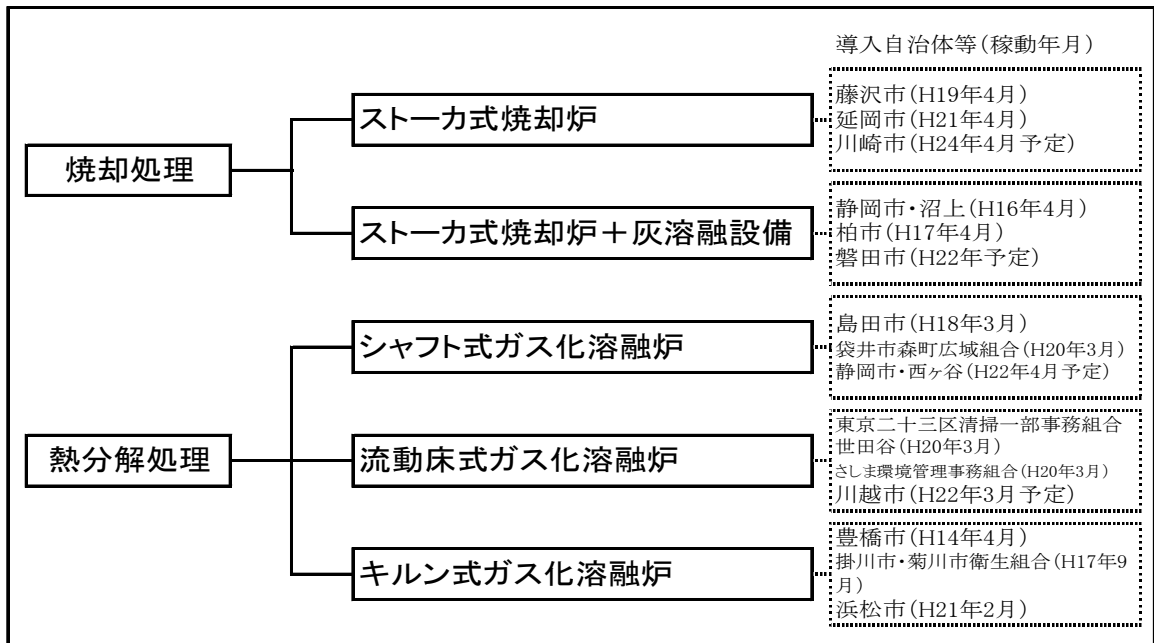 導入自治体等(稼動年月)
焼却処理
ストーカ式焼却炉
藤沢市(H19年4月)
延岡市(H21年4月)
川崎市(H24年4月予定)
ストーカ式焼却炉+灰溶融設備
静岡市・沼上(H16年4月)
柏市(H17年4月)
磐田市(H22年予定)
熱分解処理
シャフト式ガス化溶融炉
島田市(H18年3月)
袋井市森町広域組合(H20年3月)
静岡市・西ヶ谷(H22年4月予定)
流動床式ガス化溶融炉
東京二十三区清掃一部事務組合
世田谷(H20年3月)
さしま環境管理事務組合(H20年3月)
川越市(H22年3月予定)
キルン式ガス化溶融炉
豊橋市(H14年4月)
掛川市・菊川市衛生組合(H17年9
月)
浜松市(H21年2月)